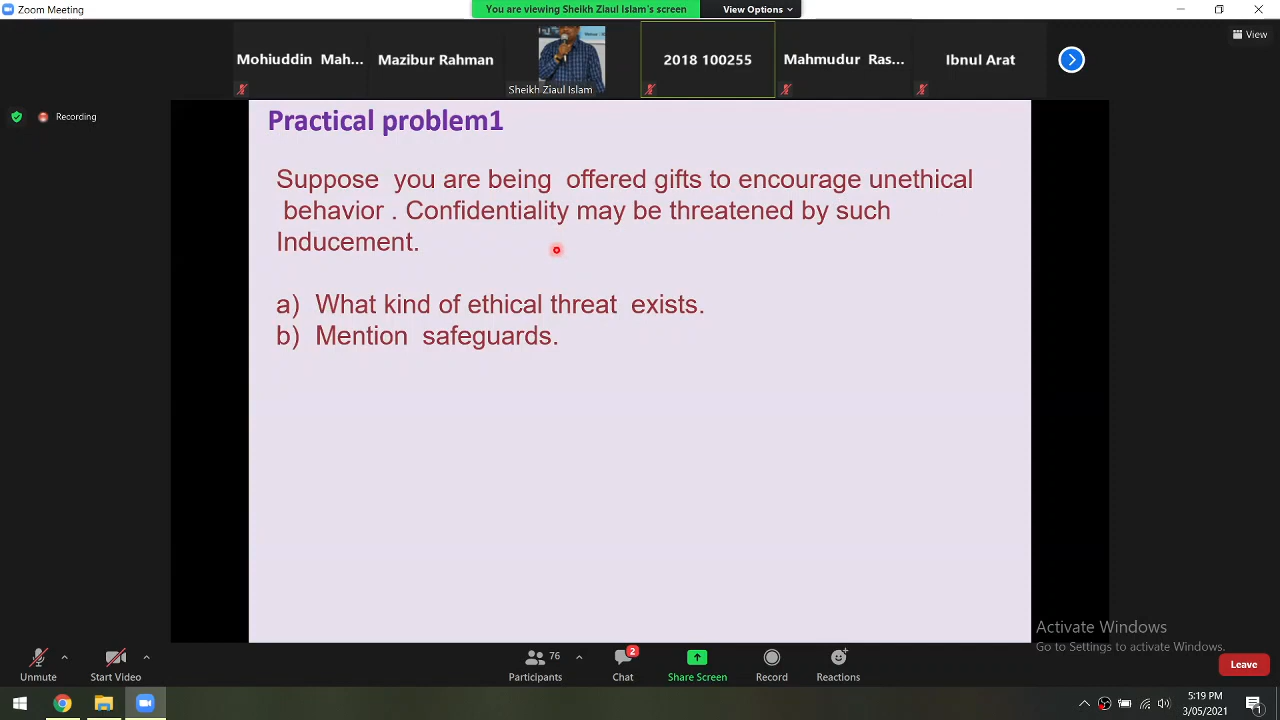 Zoom Meeting
You are viewing Sheikh Ziaul Islam's screen
View Options
View
Mohiuddin Mah...
Mazibur Rahman
Sheikh Ziaul Islam
2018 100255
Mahmudur Ras...
Ibnul Arat
Recording
Practical problem1
Suppose you are being offered gifts to encourage unethical
behavior . Confidentiality may be threatened by such
Inducement.
a) What kind of ethical threat exists.
b) Mention safeguards.
Activate Windows
Go to Settings to activate Windows.
Unmute
Start Video
76
Participants
2
Chat
Share Screen
Record
Reactions
Leave
5:19 PM
3/05/2021
1